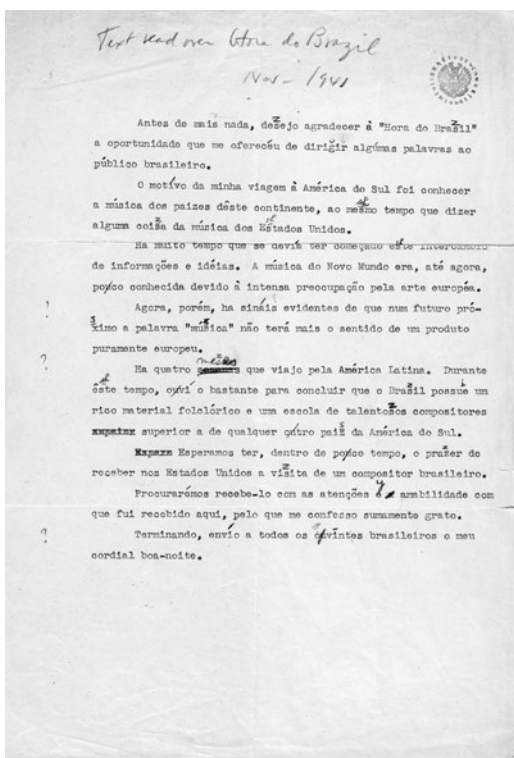 Text read over Hora do Brazil
Nov - 1941
Antes de mais nada, desejo agradecer à "Hora do Brasil"
a oportunidade que me ofereceu de dirigir algumas palavras ao
público brasileiro.
O motivo da minha viagem à América do Sul foi conhecer
a música dos paizes dêste continente, ao mesmo tempo que dizer
alguma coisa da música dos Estados Unidos.
Ha muito tempo que se devia ter começado este intercambio
de informações e idéias. A música do Novo Mundo era, até agora,
pouco conhecida devido à intensa preocupação pela arte européa.
! Agora, porém, ha sinais evidentes de que num futuro pró-
ximo a palavra "música" não terá mais o sentido de um produto
puramente europeu.
? Ha quatro meses que viajo pela América Latina. Durante
êste tempo, ouvi o bastante para concluir que o Brasil possue um
rico material folclórico e uma escola de talentosos compositores
superior a de qualquer outro paiz da América do Sul.
Esperamos ter, dentro de pouco tempo, o prazer de
receber nos Estados Unidos a visita de um compositor brasileiro.
Procurarémos recebe-lo com as atenções y amabilidade com
que fui recebido aqui, pelo que me confesso sumamente grato.
? Terminando, envío a todos os ouvintes brasileiros o meu
cordial boa-noite.